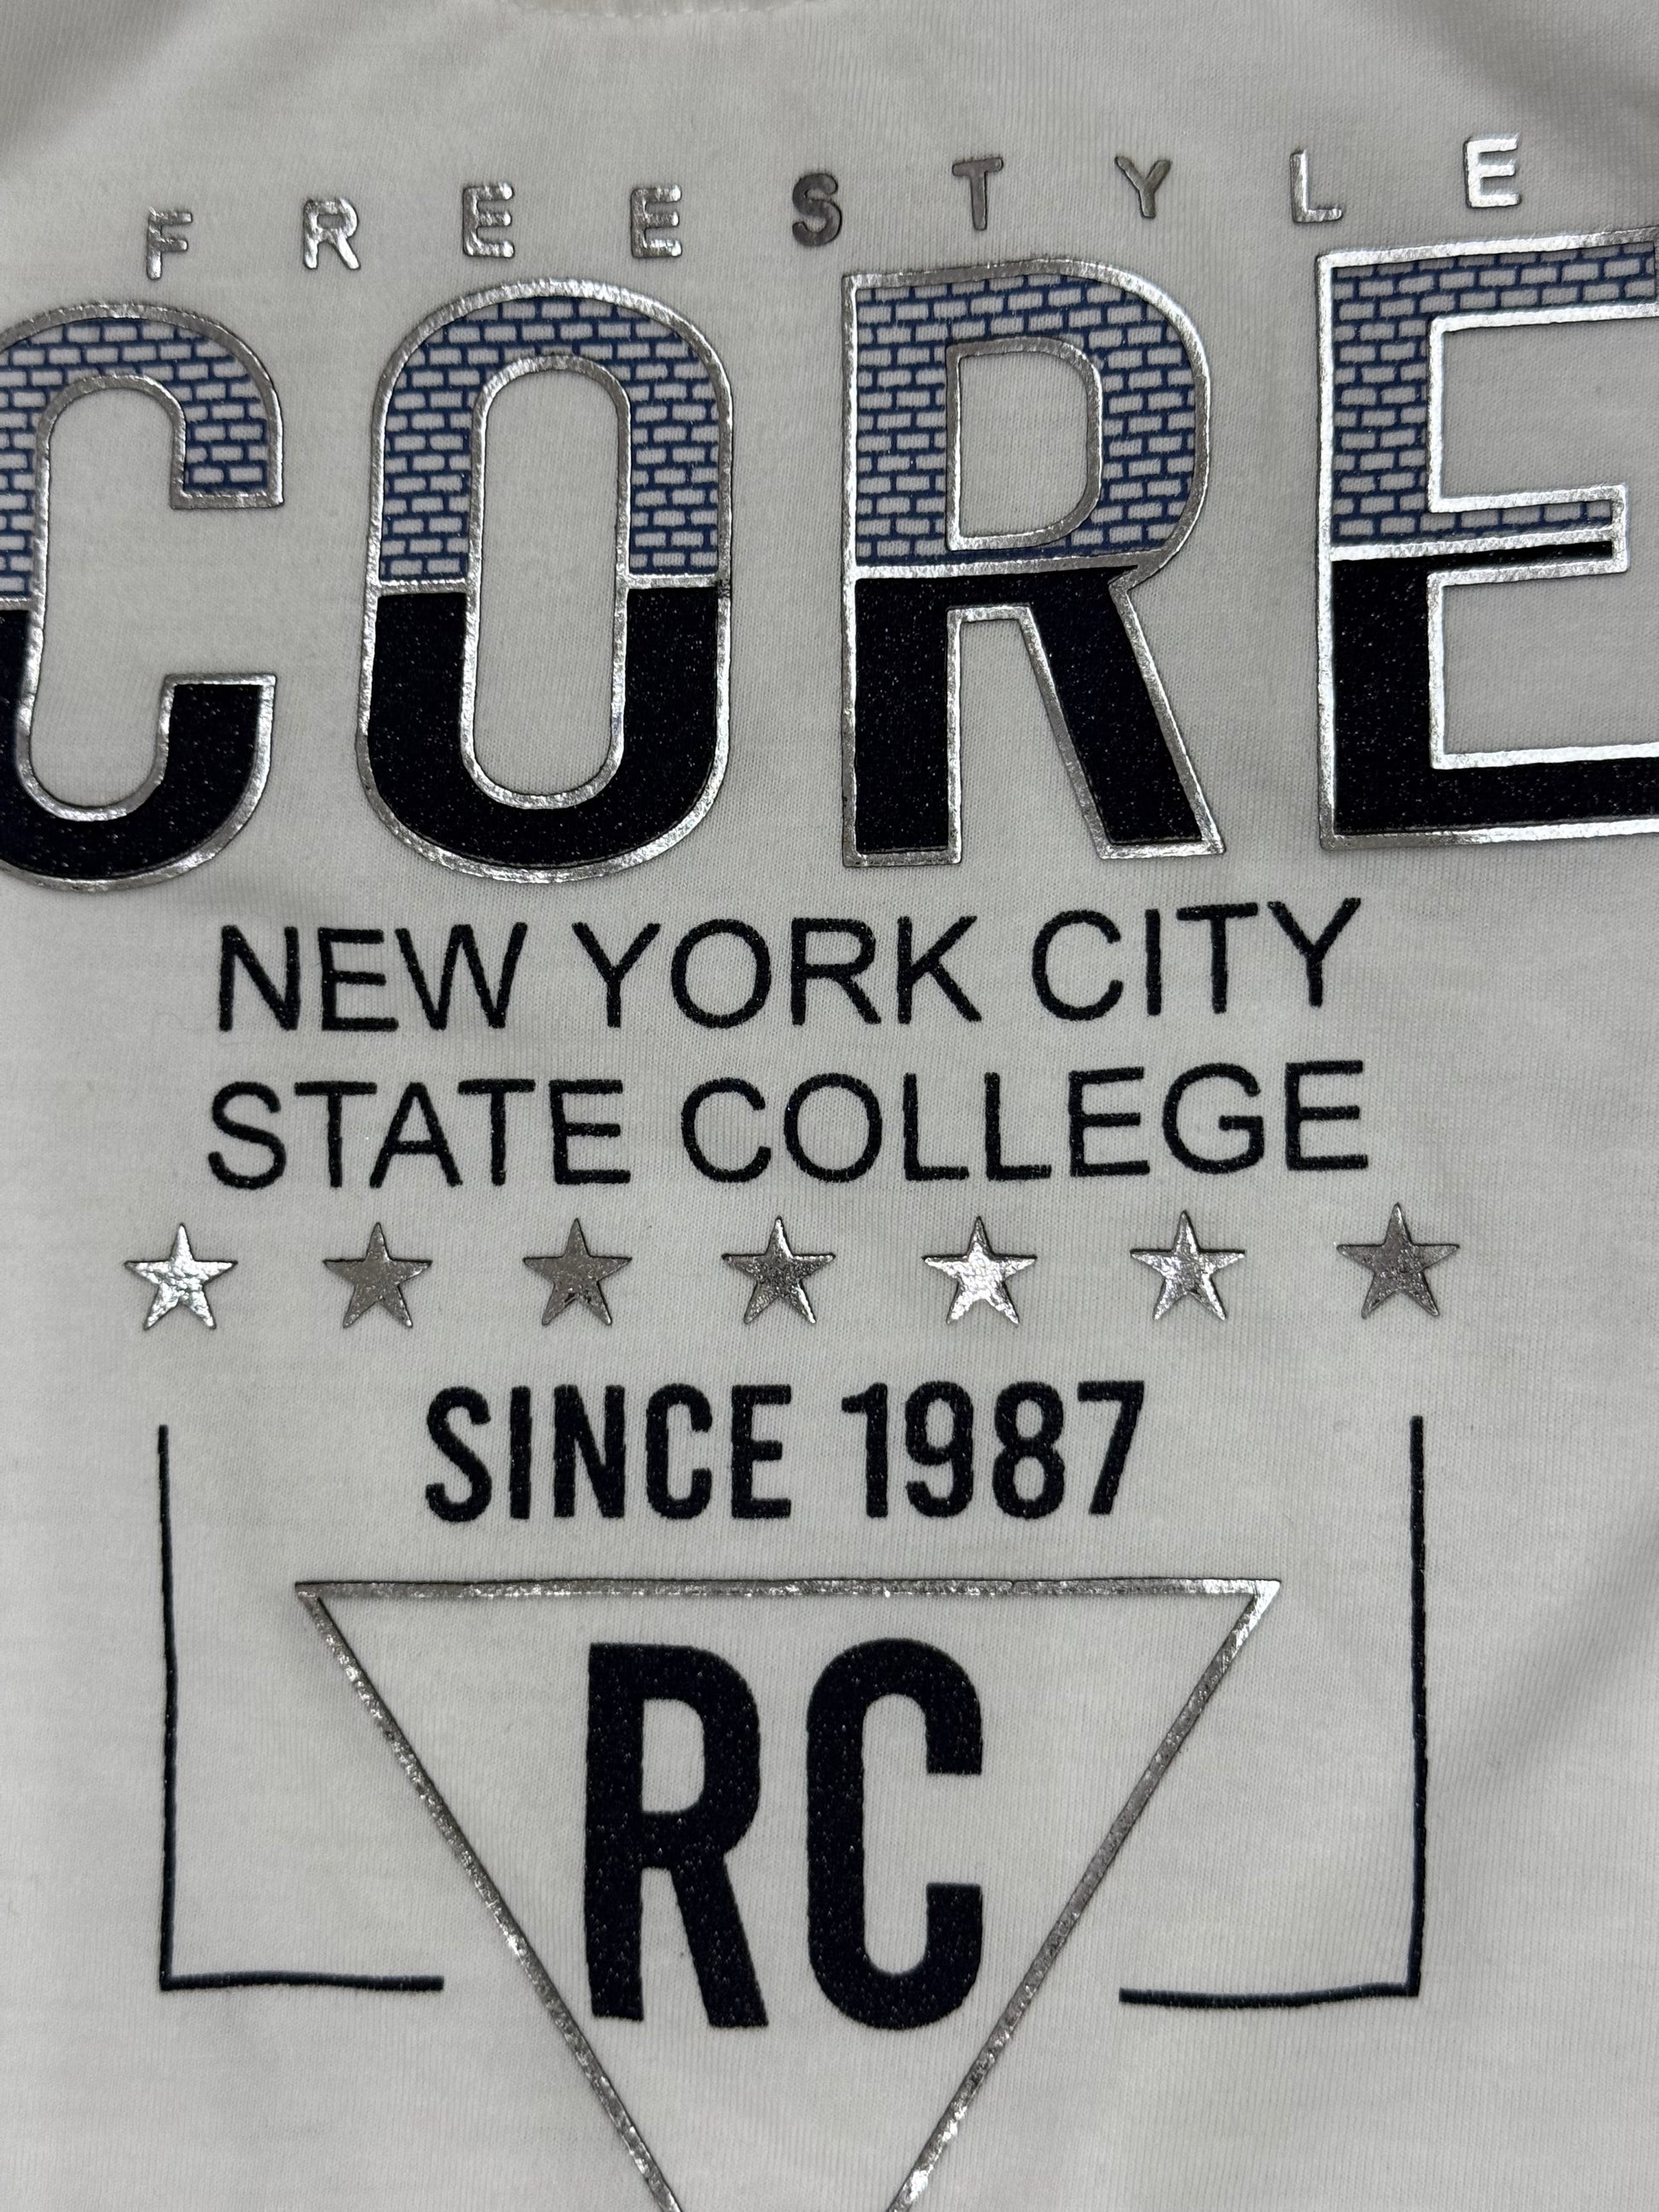 FREESTYLE
CORE
NEW YORK CITY
STATE COLLEGE
SINCE 1987
RC